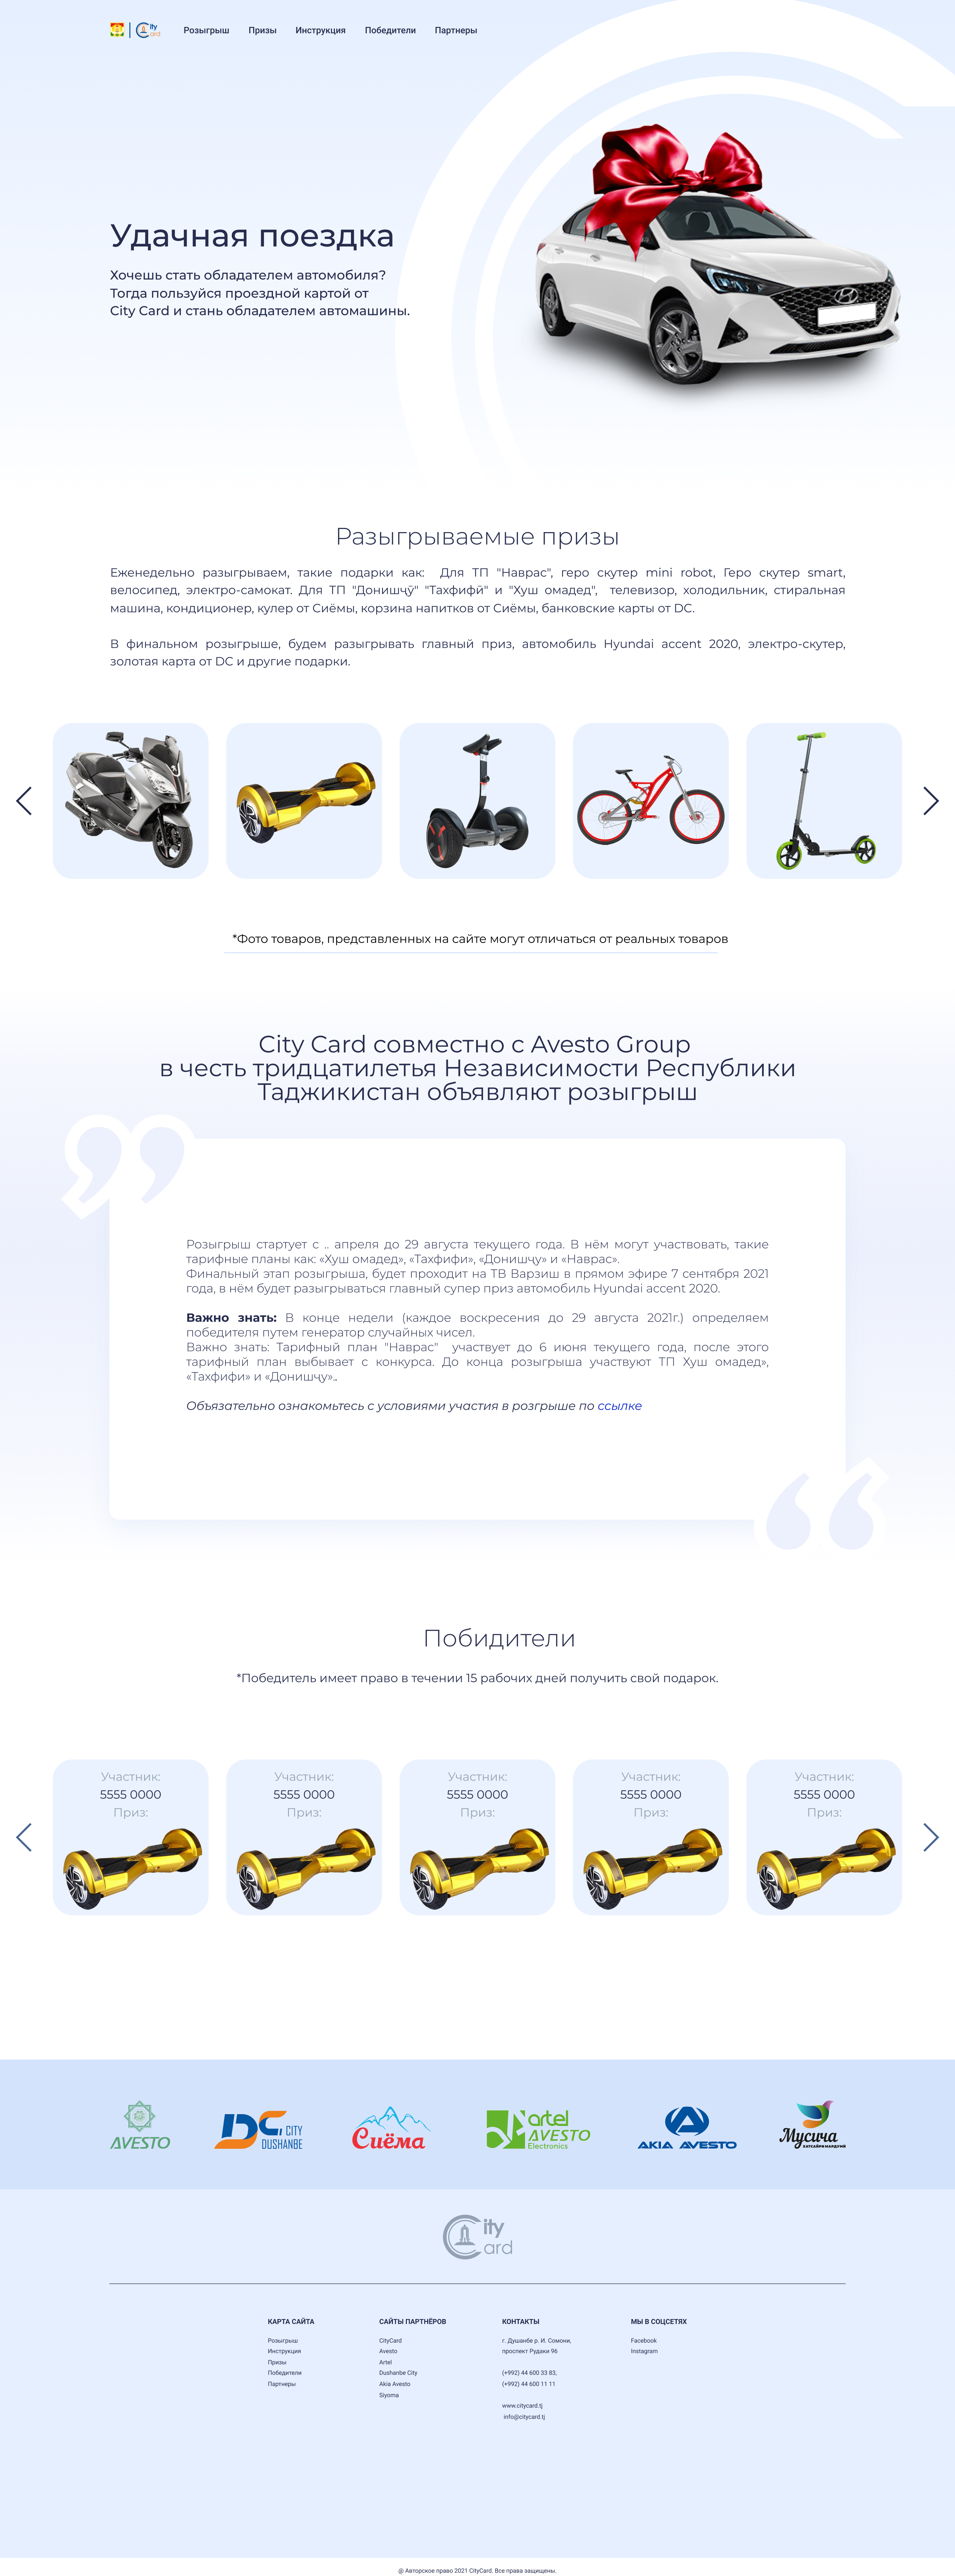 City Card
Розыгрыш Призы Инструкция Победители Партнеры
Удачная поездка
Хочешь стать обладателем автомобиля?
Тогда пользуйся проездной картой от
City Card и стань обладателем автомашины.
Разыгрываемые призы
Еженедельно разыгрываем, такие подарки как: Для ТП "Наврас", геро скутер mini robot, Геро скутер smart,
велосипед, электро-самокат. Для ТП "Донишҷӯ" "Тахфифӣ" и "Хуш омадед", телевизор, холодильник, стиральная
машина, кондиционер, кулер от Сиёмы, корзина напитков от Сиёмы, банковские карты от DC.
В финальном розыгрыше, будем разыгрывать главный приз, автомобиль Hyundai accent 2020, электро-скутер,
золотая карта от DC и другие подарки.
*Фото товаров, представленных на сайте могут отличаться от реальных товаров
City Card совместно с Avesto Group
в честь тридцатилетья Независимости Республики
Таджикистан объявляют розыгрыш
Розыгрыш стартует с .. апреля до 29 августа текущего года. В нём могут участвовать, такие
тарифные планы как: «Хуш омадед», «Тахфифи», «Донишҷу» и «Наврас».
Финальный этап розыгрыша, будет проходит на ТВ Варзиш в прямом эфире 7 сентября 2021
года, в нём будет разыгрываться главный супер приз автомобиль Hyundai accent 2020.
Важно знать: В конце недели (каждое воскресения до 29 августа 2021г.) определяем
победителя путем генератор случайных чисел.
Важно знать: Тарифный план "Наврас" участвует до 6 июня текущего года, после этого
тарифный план выбывает с конкурса. До конца розыгрыша участвуют ТП Хуш омадед»,
«Тахфифи» и «Донишҷу»..
Объязательно ознакомьтесь с условиями участия в розгрыше по ссылке
Побидители
*Победитель имеет право в течении 15 рабочих дней получить свой подарок.
Участник: Участник: Участник: Участник: Участник:
5555 0000 5555 0000 5555 0000 5555 0000 5555 0000
Приз: Приз: Приз: Приз: Приз:
AVESTO
DC CITY DUSHANBE
Сиёма
artel AVESTO Electronics
AKIA AVESTO
Мусича
City Card
КАРТА САЙТА САЙТЫ ПАРТНЁРОВ КОНТАКТЫ МЫ В СОЦСЕТЯХ
Розыгрыш CityCard г. Душанбе р. И. Сомони, Facebook
Инструкция Avesto проспект Рудаки 96 Instagram
Призы Artel
Победители Dushanbe City (+992) 44 600 33 83,
Партнеры Akia Avesto (+992) 44 600 11 11
Siyoma
www.citycard.tj
info@citycard.tj
@ Авторское право 2021 CityCard. Все права защищены.